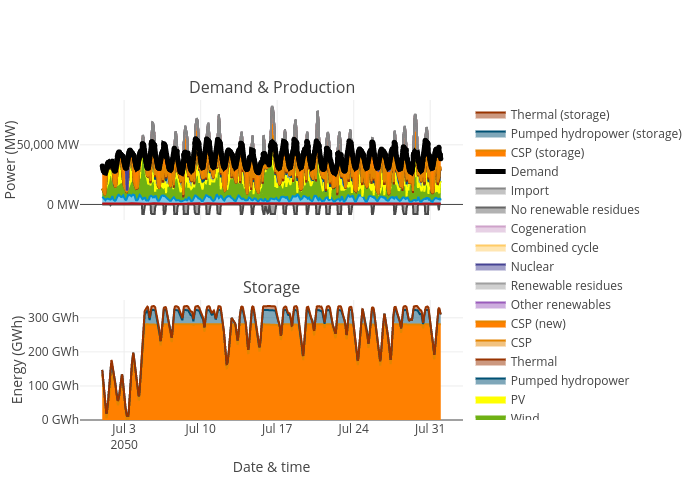 Demand & Production
Power (MW)
50,000 MW
0 MW
Storage
Energy (GWh)
300 GWh
200 GWh
100 GWh
0 GWh
Jul 3
2050
Jul 10
Jul 17
Jul 24
Jul 31
Date & time
Thermal (storage)
Pumped hydropower (storage)
CSP (storage)
Demand
Import
No renewable residues
Cogeneration
Combined cycle
Nuclear
Renewable residues
Other renewables
CSP (new)
CSP
Thermal
Pumped hydropower
PV
Wind